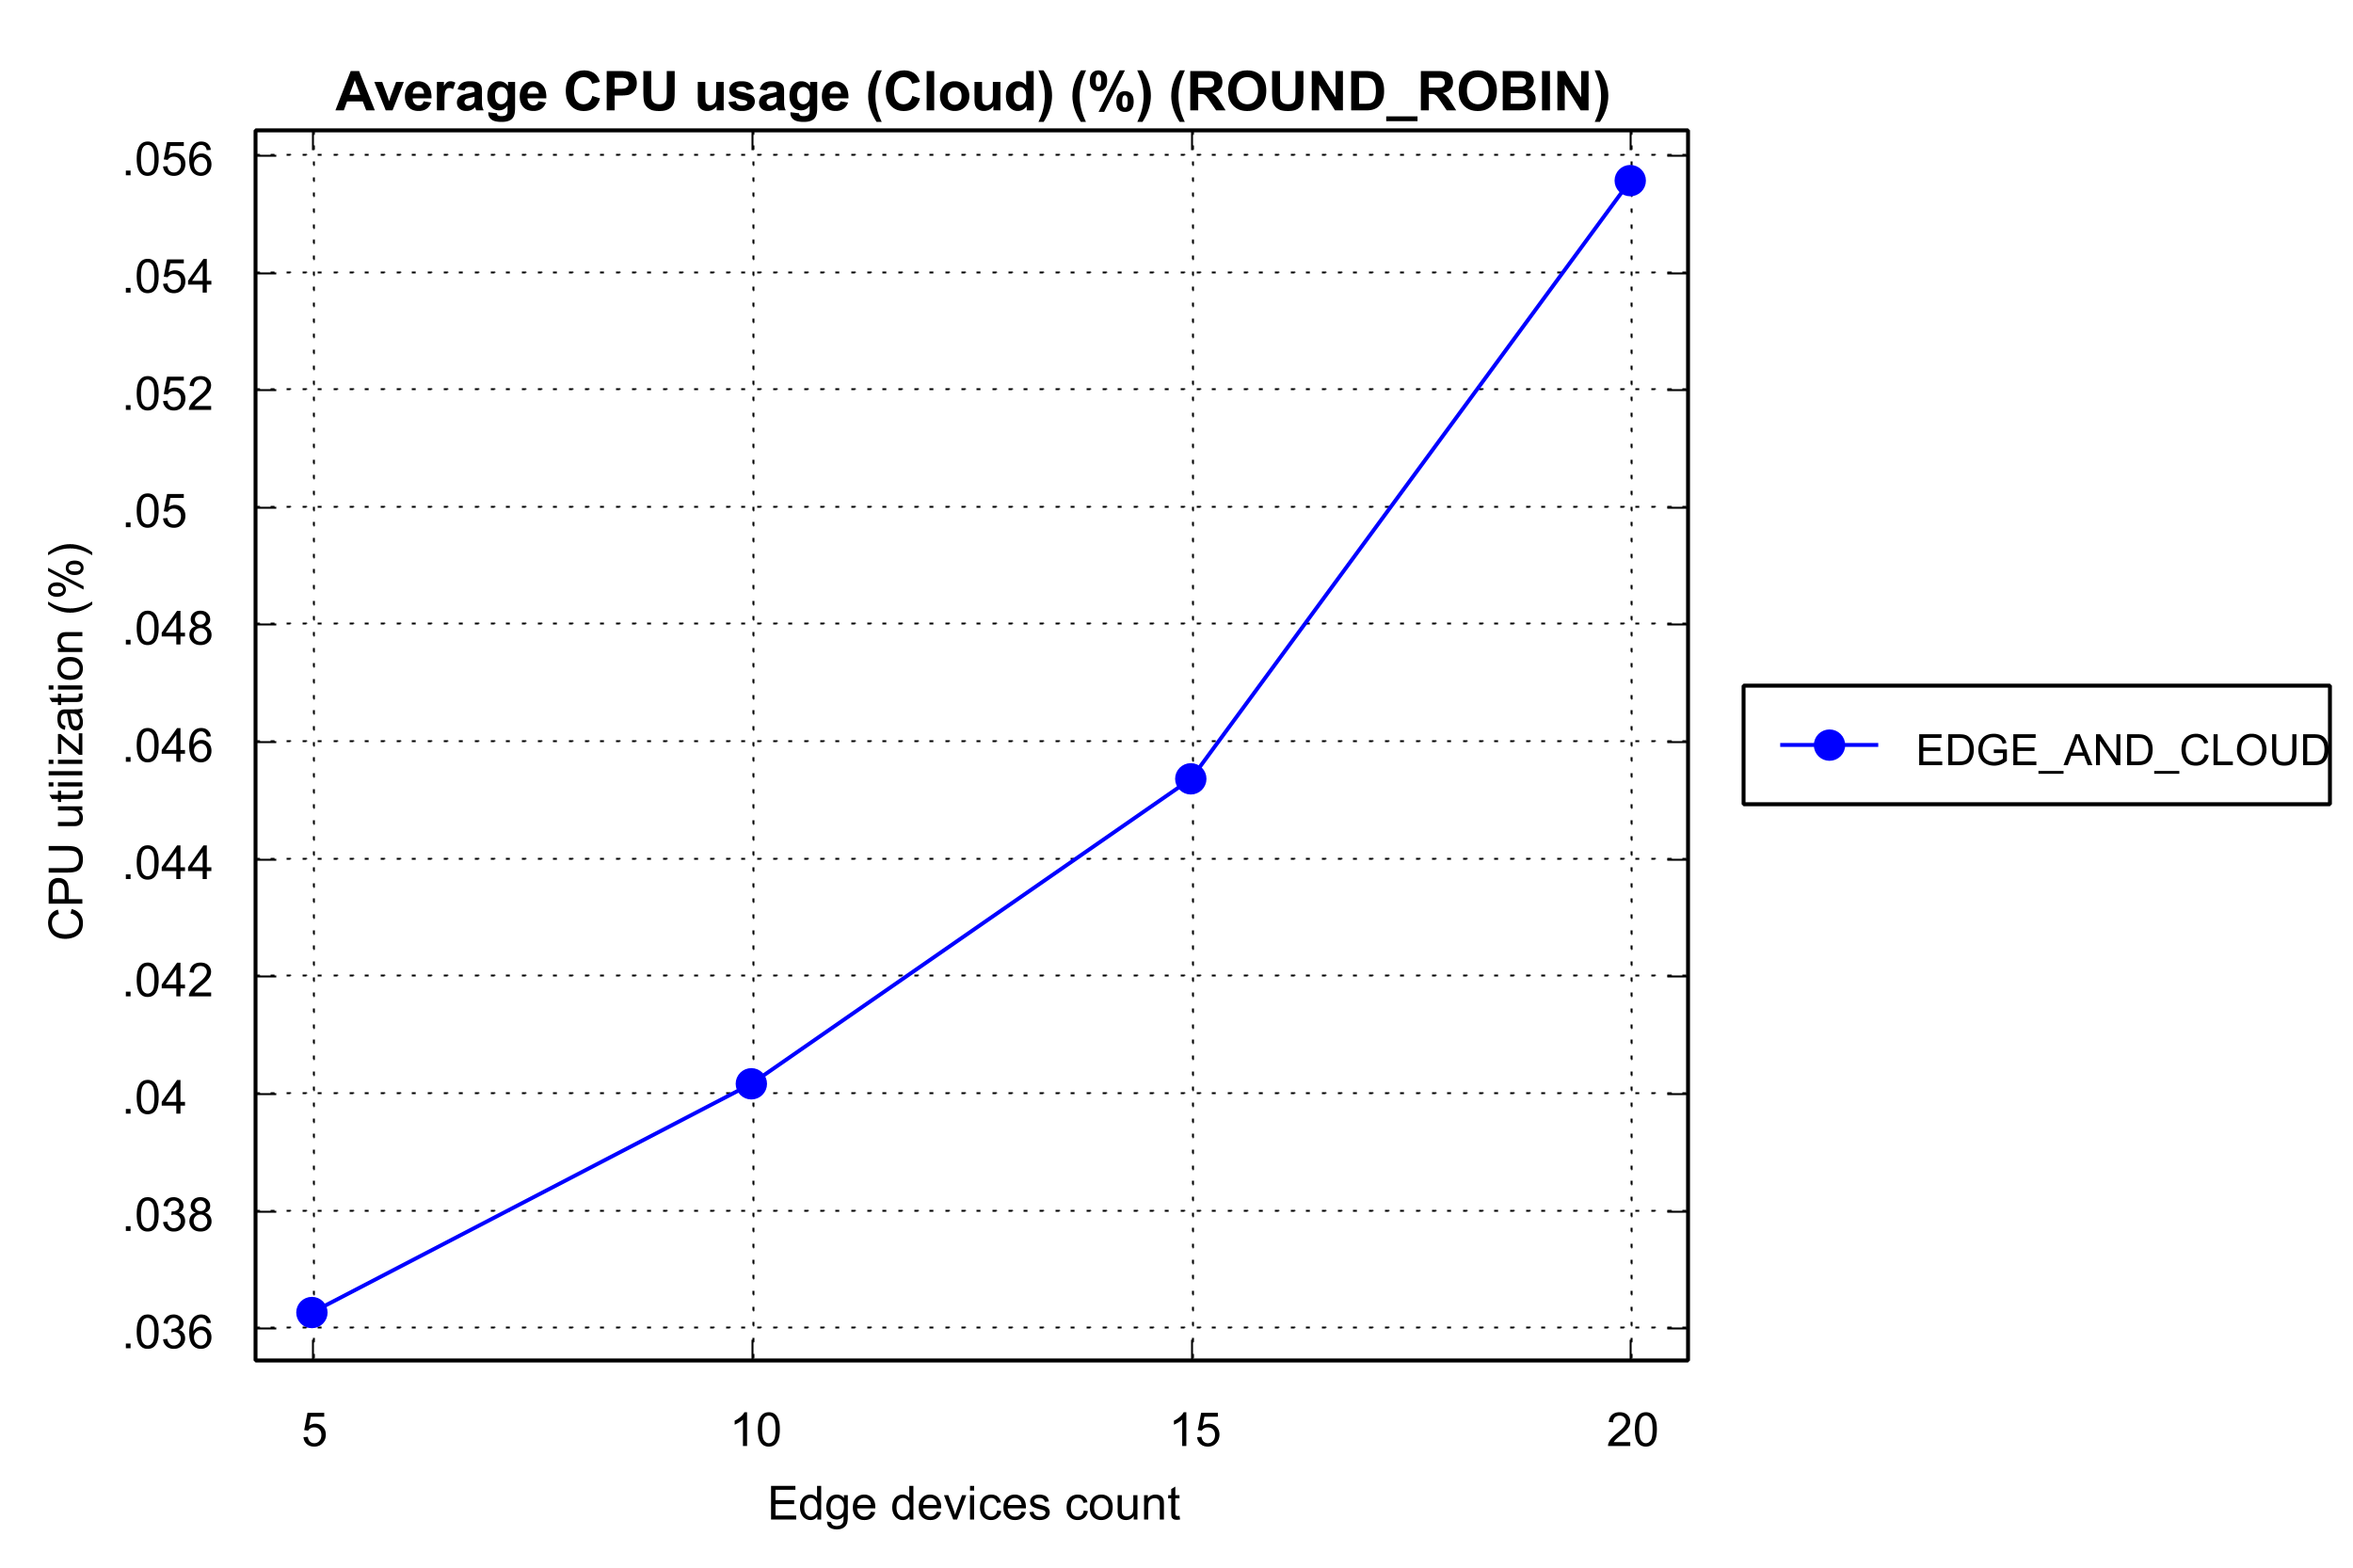 Average CPU usage (Cloud) (%) (ROUND_ROBIN)
.056
.054
.052
.05
.048
.046
.044
.042
.04
.038
.036
CPU utilization (%)
5 10 15 20
Edge devices count
EDGE_AND_CLOUD